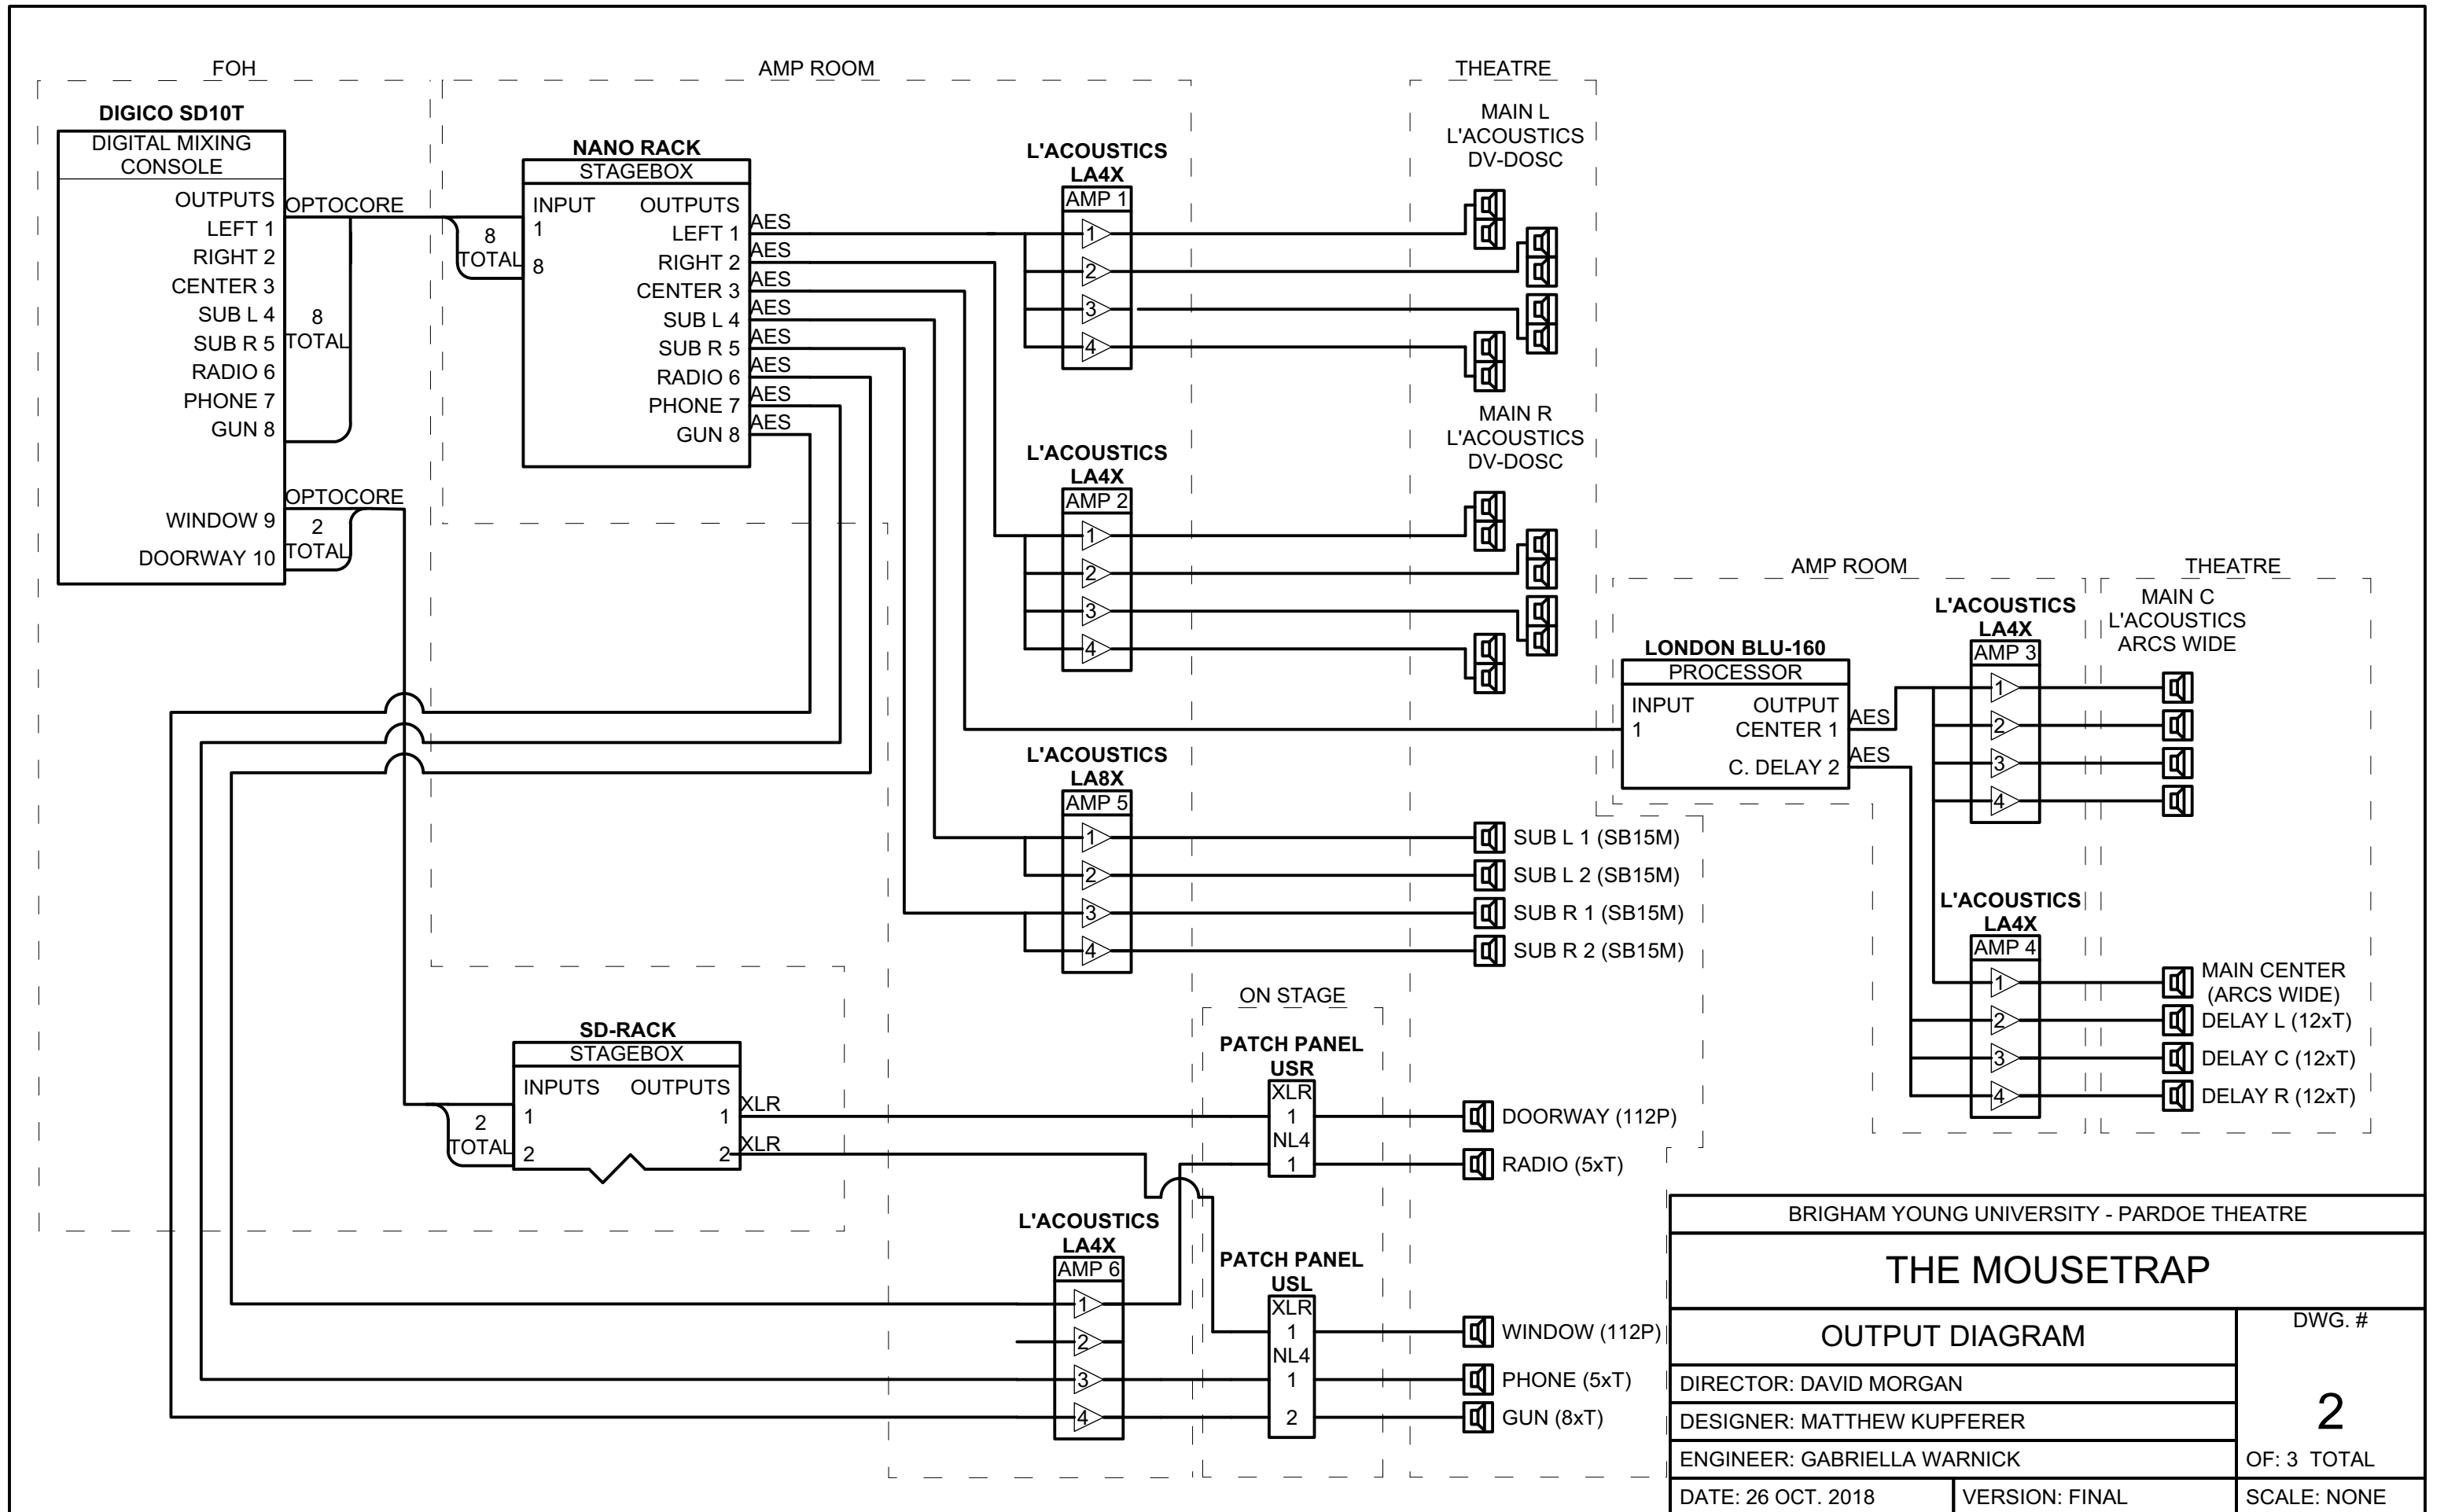 FOH
AMP ROOM
THEATRE
DIGICO SD10T
DIGITAL MIXING
CONSOLE
OUTPUTS
LEFT 1
RIGHT 2
CENTER 3
SUB L 4
SUB R 5
RADIO 6
PHONE 7
GUN 8
WINDOW 9
DOORWAY 10
OPTOCORE
8
TOTAL
OPTOCORE
2
TOTAL
8
TOTAL
NANO RACK
STAGEBOX
INPUT
1
8
OUTPUTS
LEFT 1
RIGHT 2
CENTER 3
SUB L 4
SUB R 5
RADIO 6
PHONE 7
GUN 8
AES
AES
AES
AES
AES
AES
AES
AES
L'ACOUSTICS
LA4X
AMP 1
1
2
3
4
MAIN L
L'ACOUSTICS
DV-DOSC
L'ACOUSTICS
LA4X
AMP 2
1
2
3
4
MAIN R
L'ACOUSTICS
DV-DOSC
AMP ROOM
THEATRE
LONDON BLU-160
PROCESSOR
INPUT
1
OUTPUT
CENTER 1
C. DELAY 2
AES
AES
L'ACOUSTICS
LA4X
AMP 3
1
2
3
4
MAIN C
L'ACOUSTICS
ARCS WIDE
L'ACOUSTICS
LA4X
AMP 4
1
2
3
4
MAIN CENTER
(ARCS WIDE)
DELAY L (12xT)
DELAY C (12xT)
DELAY R (12xT)
L'ACOUSTICS
LA8X
AMP 5
1
2
3
4
SUB L 1 (SB15M)
SUB L 2 (SB15M)
SUB R 1 (SB15M)
SUB R 2 (SB15M)
2
TOTAL
SD-RACK
STAGEBOX
INPUTS
1
2
OUTPUTS
1
2
XLR
XLR
ON STAGE
PATCH PANEL
USR
XLR
1
NL4
1
DOORWAY (112P)
RADIO (5xT)
L'ACOUSTICS
LA4X
AMP 6
1
2
3
4
PATCH PANEL
USL
XLR
1
NL4
1
2
WINDOW (112P)
PHONE (5xT)
GUN (8xT)
BRIGHAM YOUNG UNIVERSITY - PARDOE THEATRE
THE MOUSETRAP
OUTPUT DIAGRAM
DIRECTOR: DAVID MORGAN
DESIGNER: MATTHEW KUPFERER
ENGINEER: GABRIELLA WARNICK
DATE: 26 OCT. 2018
VERSION: FINAL
DWG. #
2
OF: 3 TOTAL
SCALE: NONE